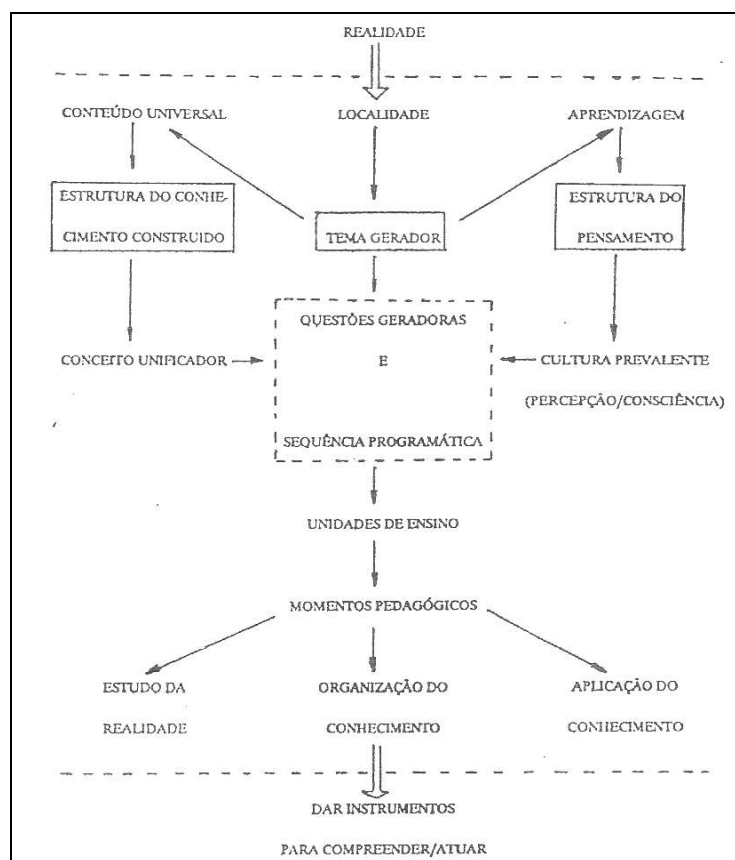 REALIDADE
CONTEÚDO UNIVERSAL
LOCALIDADE
APRENDIZAGEM
ESTRUTURA DO CONHE-
CIMENTO CONSTRUIDO
TEMA GERADOR
ESTRUTURA DO
PENSAMENTO
QUESTÕES GERADORAS
E
SEQUÊNCIA PROGRAMÁTICA
CONCEITO UNIFICADOR
CULTURA PREVALENTE
(PERCEPÇÃO/CONSCIÊNCIA)
UNIDADES DE ENSINO
MOMENTOS PEDAGÓGICOS
ESTUDO DA
REALIDADE
ORGANIZAÇÃO DO
CONHECIMENTO
APLICAÇÃO DO
CONHECIMENTO
DAR INSTRUMENTOS
PARA COMPREENDER/ATUAR